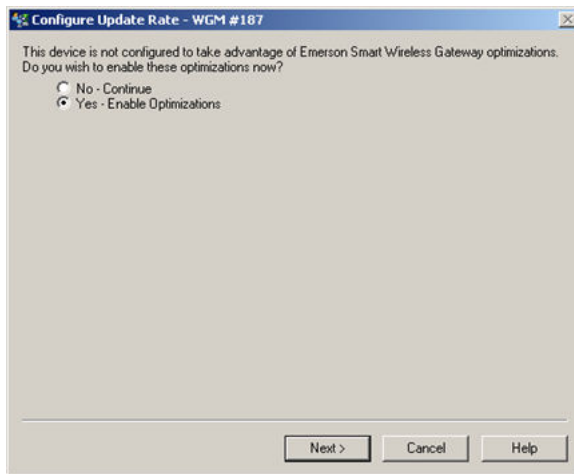 Configure Update Rate - WGM #187
This device is not configured to take advantage of Emerson Smart Wireless Gateway optimizations.
Do you wish to enable these optimizations now?
No - Continue
Yes - Enable Optimizations
Next >
Cancel
Help